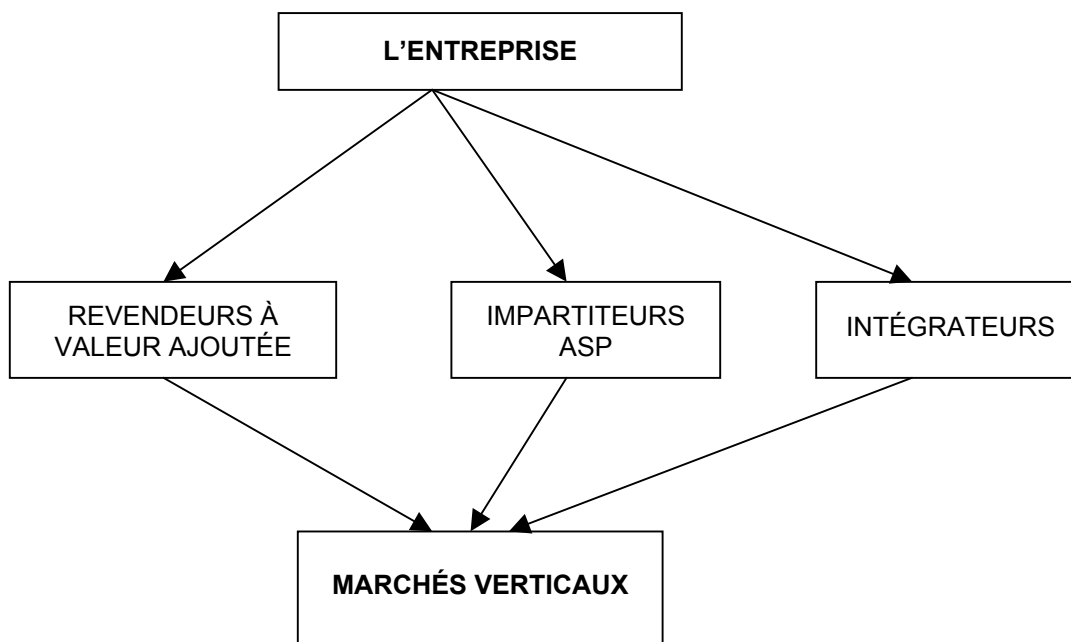 L’ENTREPRISE
REVENDEURS À
VALEUR AJOUTÉE
IMPARTITEURS
ASP
INTÉGRATEURS
MARCHÉS VERTICAUX